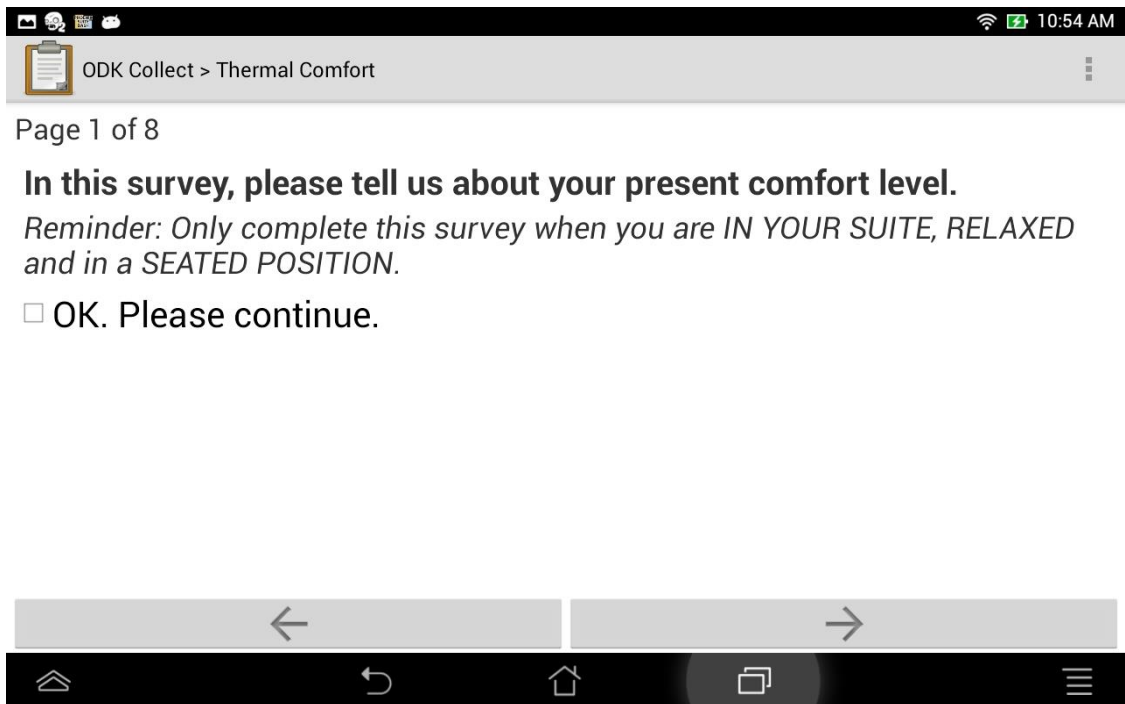 10:54 AM
ODK Collect > Thermal Comfort
Page 1 of 8
In this survey, please tell us about your present comfort level.
Reminder: Only complete this survey when you are IN YOUR SUITE, RELAXED
and in a SEATED POSITION.
OK. Please continue.